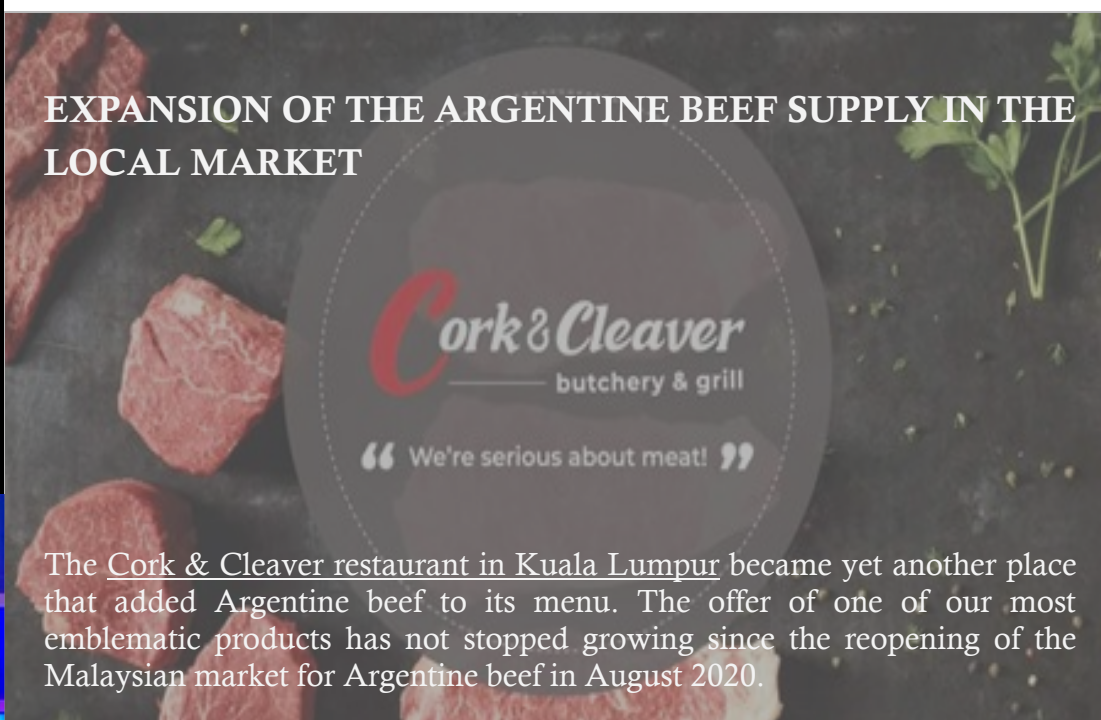 EXPANSION OF THE ARGENTINE BEEF SUPPLY IN THE
LOCAL MARKET
Cork & Cleaver
butchery & grill
“ We're serious about meat! ”
The Cork & Cleaver restaurant in Kuala Lumpur became yet another place
that added Argentine beef to its menu. The offer of one of our most
emblematic products has not stopped growing since the reopening of the
Malaysian market for Argentine beef in August 2020.